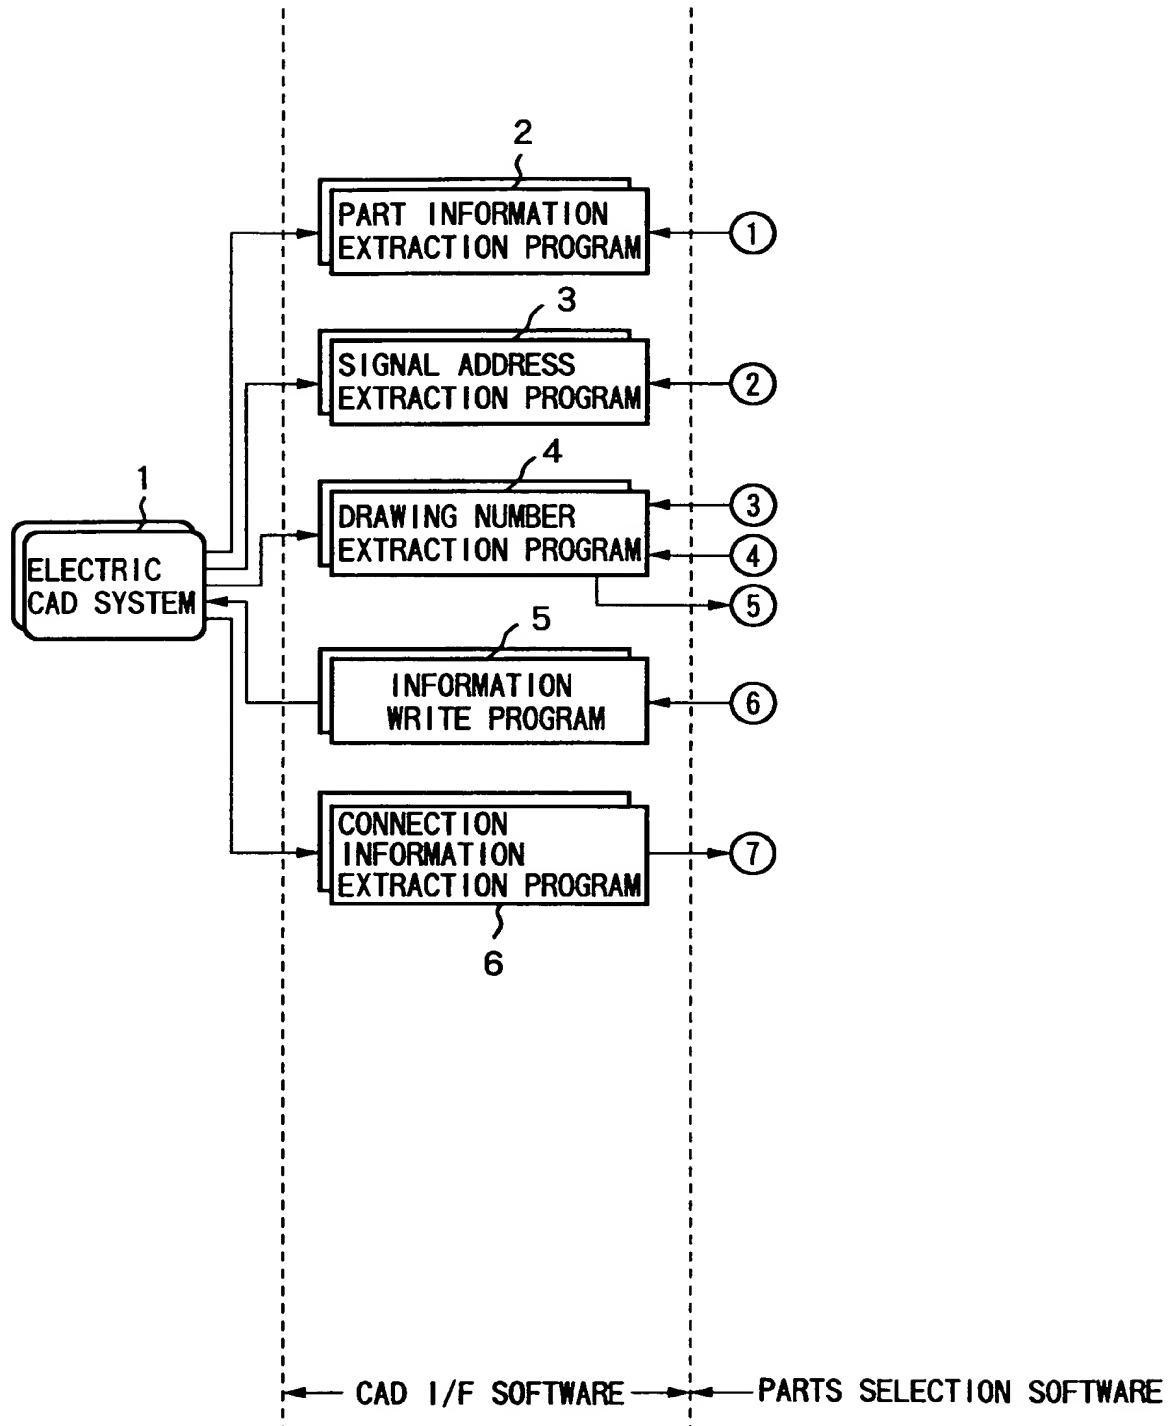 2
PART INFORMATION
EXTRACTION PROGRAM
1
3
SIGNAL ADDRESS
EXTRACTION PROGRAM
2
4
DRAWING NUMBER
EXTRACTION PROGRAM
3
4
5
1
ELECTRIC
CAD SYSTEM
5
INFORMATION
WRITE PROGRAM
6
CONNECTION
INFORMATION
EXTRACTION PROGRAM
7
6
CAD I/F SOFTWARE
PARTS SELECTION SOFTWARE